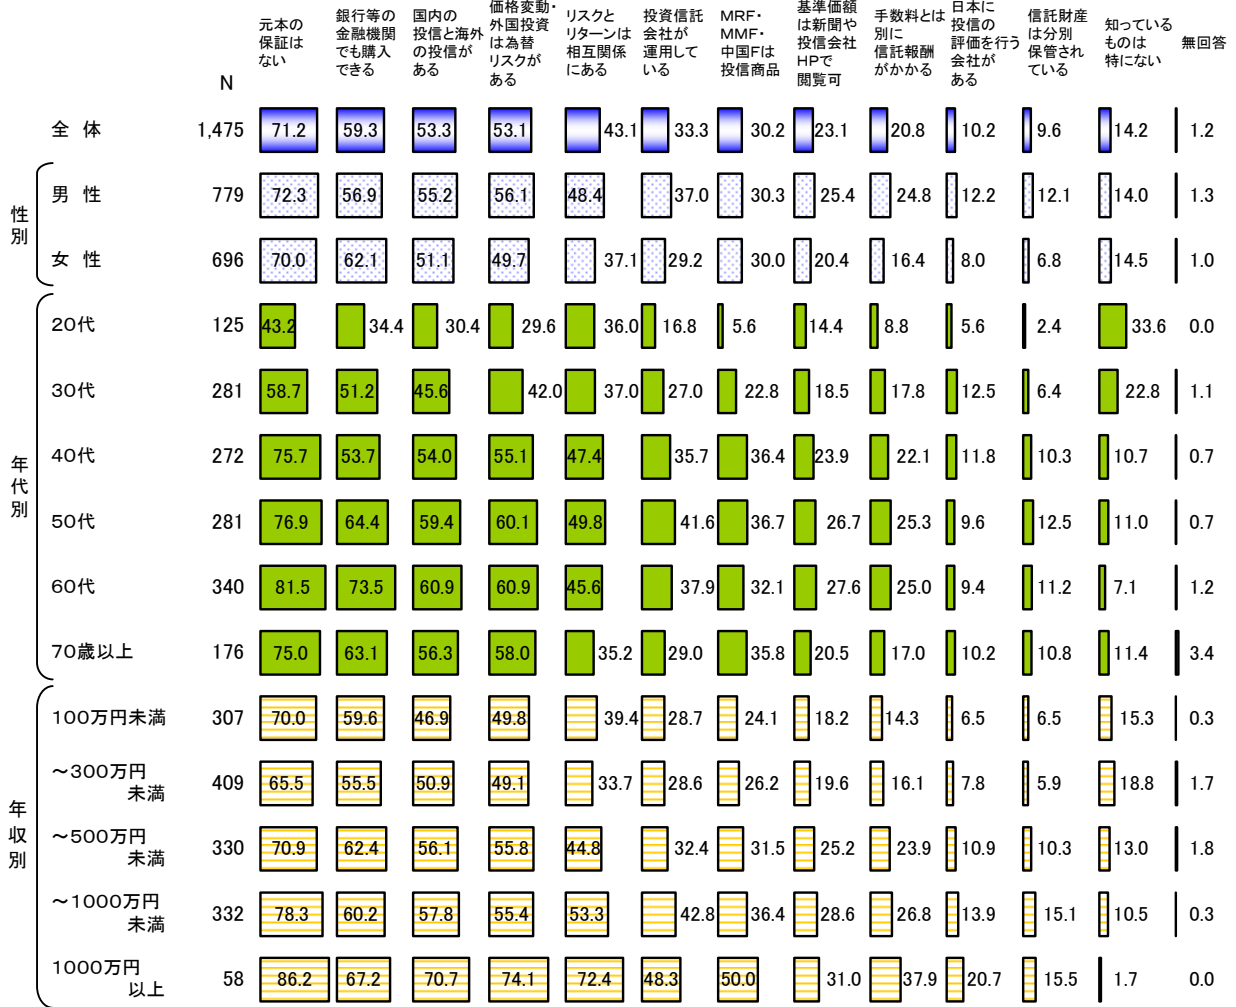 元本の
保証は
ない
銀行等の
金融機関
でも購入
できる
国内の
投信と海外
の投信が
ある
価格変動・
外国投資
は為替
リスクが
ある
リスクと
リターンは
相互関係
にある
投資信託
会社が
運用して
いる
MRF・
MMF・
中国Fは
投信商品
基準価額
は新聞や
投信会社
HPで
閲覧可
手数料とは
別に
信託報酬
がかかる
日本に
投信の
評価を行う
会社が
ある
信託財産
は分別
保管され
ている
知っている
ものは
特にない
無回答
N
全 体 1,475 71.2 59.3 53.3 53.1 43.1 33.3 30.2 23.1 20.8 10.2 9.6 14.2 1.2
性別
男 性 779 72.3 56.9 55.2 56.1 48.4 37.0 30.3 25.4 24.8 12.2 12.1 14.0 1.3
女 性 696 70.0 62.1 51.1 49.7 37.1 29.2 30.0 20.4 16.4 8.0 6.8 14.5 1.0
年代別
20代 125 43.2 34.4 30.4 29.6 36.0 16.8 5.6 14.4 8.8 5.6 2.4 33.6 0.0
30代 281 58.7 51.2 45.6 42.0 37.0 27.0 22.8 18.5 17.8 12.5 6.4 22.8 1.1
40代 272 75.7 53.7 54.0 55.1 47.4 35.7 36.4 23.9 22.1 11.8 10.3 10.7 0.7
50代 281 76.9 64.4 59.4 60.1 49.8 41.6 36.7 26.7 25.3 9.6 12.5 11.0 0.7
60代 340 81.5 73.5 60.9 60.9 45.6 37.9 32.1 27.6 25.0 9.4 11.2 7.1 1.2
70歳以上 176 75.0 63.1 56.3 58.0 35.2 29.0 35.8 20.5 17.0 10.2 10.8 11.4 3.4
年収別
100万円未満 307 70.0 59.6 46.9 49.8 39.4 28.7 24.1 18.2 14.3 6.5 6.5 15.3 0.3
～300万円
未満 409 65.5 55.5 50.9 49.1 33.7 28.6 26.2 19.6 16.1 7.8 5.9 18.8 1.7
～500万円
未満 330 70.9 62.4 56.1 55.8 44.8 32.4 31.5 25.2 23.9 10.9 10.3 13.0 1.8
～1000万円
未満 332 78.3 60.2 57.8 55.4 53.3 42.8 36.4 28.6 26.8 13.9 15.1 10.5 0.3
1000万円
以上 58 86.2 67.2 70.7 74.1 72.4 48.3 50.0 31.0 37.9 20.7 15.5 1.7 0.0